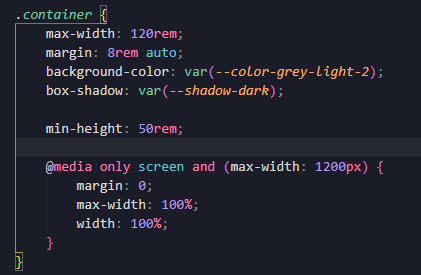 .container {
max-width: 120rem;
margin: 8rem auto;
background-color: var(--color-grey-light-2);
box-shadow: var(--shadow-dark);
min-height: 50rem;
@media only screen and (max-width: 1200px) {
margin: 0;
max-width: 100%;
width: 100%;
}
}